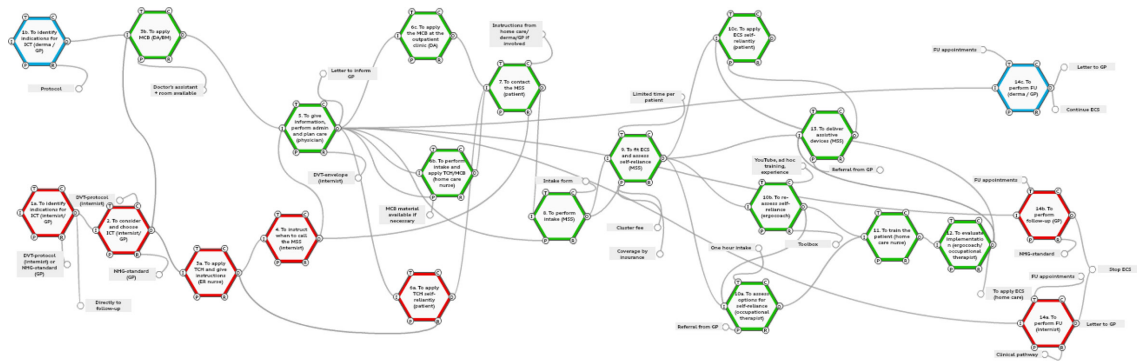 1b. To identify
indications for
ICT (derma /
GP)
Protocol
3b. To apply
MCB (DA/BM)
Doctor's assistant
+ room available
6c. To apply
the MCB at the
outpatient
clinic (DA)
Instructions from
home care/
derma/GP if
involved
7. To contact
the MSS
(patient)
Letter to inform
GP
3. To give
information,
perform admin
and plan care
(physician)
DVT-envelope
(internist)
6b. To perform
intake and
apply TCH/MCB
(home care
nurse)
MCB material
available if
necessary
Limited time per
patient
9. To fit ECS
and assess
self-reliance
(MSS)
Intake form
8. To perform
intake (MSS)
Cluster fee
Coverage by
insurance
10c. To apply
ECS self-
reliantly
(patient)
13. To deliver
assistive
devices (MSS)
YouTube, ad hoc
training,
experience
Referral from GP
10b. To re-
assess self-
reliance
(ergocoach)
Toolbox
One hour intake
10a. To assess
options for
self-reliance
(occupational
therapist)
Referral from GP
11. To train the
patient (home
care nurse)
12. To evaluate
implementatio
n (ergocoach/
occupational
therapist)
To apply ECS
(home care)
FU appointments
14c. To
perform FU
(derma / GP)
Letter to GP
Continue ECS
FU appointments
14b. To
perform
follow-up (GP)
NHG-standard
Stop ECS
FU appointments
14a. To
perform FU
(internist)
Letter to GP
Clinical pathway
1a. To identify
indications for
ICT (internist/
GP)
DVT-protocol
(internist) or
NHG-standard
(GP)
Directly to
follow-up
DVT-protocol
(internist)
2. To consider
and choose
ICT (internist/
GP)
NHG-standard
(GP)
5a. To apply
TCH and give
instructions
(ER nurse)
4. To instruct
when to call
the MSS
(internist)
6a. To apply
TCH self-
reliantly
(patient)